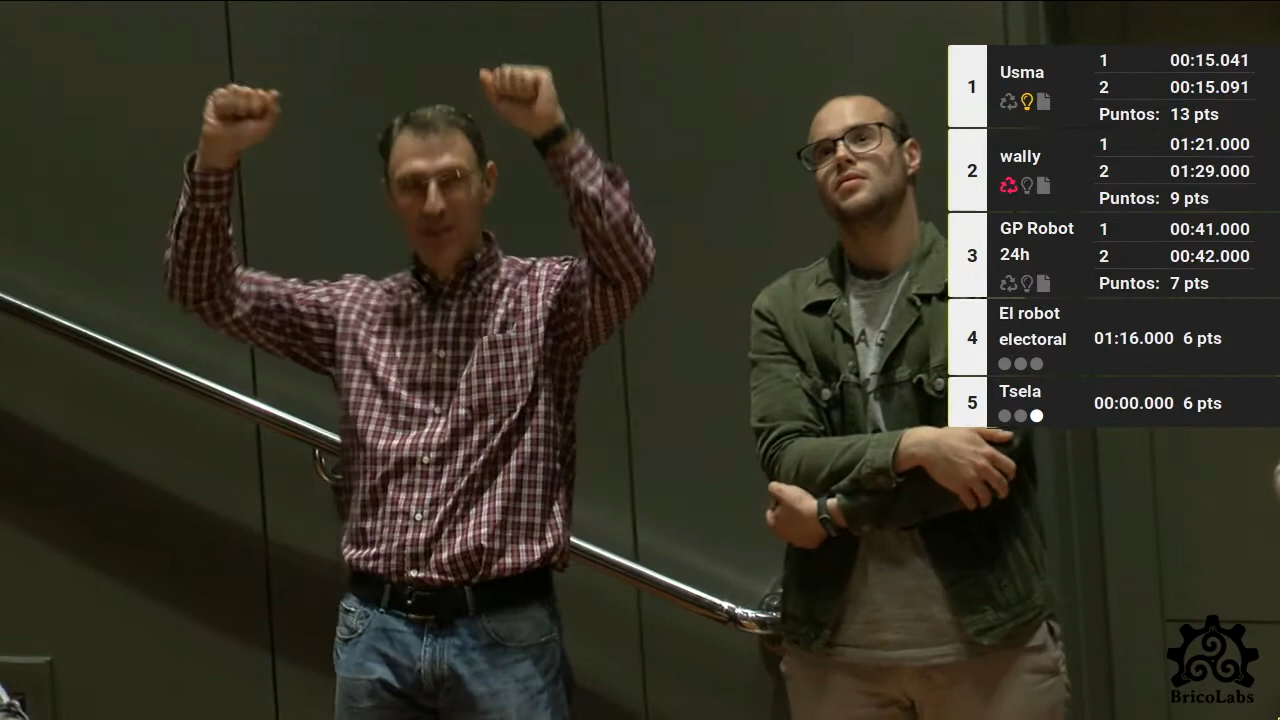 1
Usma
1 00:15.041
2 00:15.091
Puntos: 13 pts
2
wally
1 01:21.000
2 01:29.000
Puntos: 9 pts
3
GP Robot
24h
1 00:41.000
2 00:42.000
Puntos: 7 pts
4
El robot
electoral
01:16.000 6 pts
5
Tsela
00:00.000 6 pts
BricoLabs